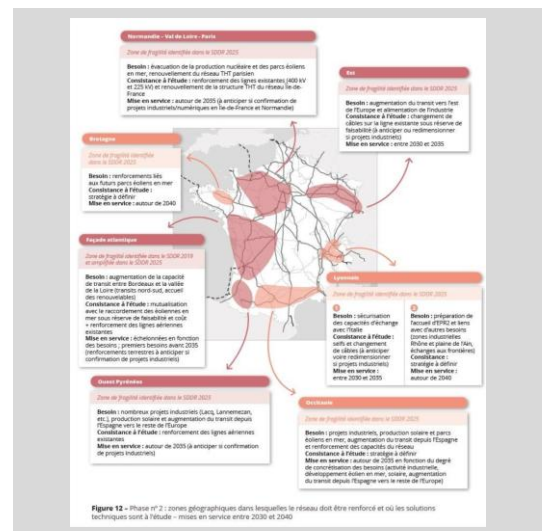 Normandie - Val de Loire - Paris
Zone de fragilité identifiée dans le SDDR 2025
Besoin : évacuation de la production nucléaire et des parcs éoliens
en mer, renouvellement du réseau THT parisien
Consistance à l'étude : renforcement des lignes existantes (400 kV
et 225 kV) et renouvellement de la structure THT du réseau Île-de-
France
Mise en service : autour de 2035 (à anticiper si confirmation de
projets industriels/numériques en Île-de-France et Normandie)
Est
Zone de fragilité identifiée dans le SDDR 2025
Besoin : augmentation du transit vers l'est
de l'Europe et alimentation de l'industrie
Consistance à l'étude : changement de
câbles sur la ligne existante sous réserve de
faisabilité (à anticiper ou redimensionner
si projets industriels)
Mise en service : entre 2030 et 2035
Bretagne
Zone de fragilité identifiée
dans le SDDR 2025
Besoin : renforcements liés
aux futurs parcs éoliens en mer
Consistance à l'étude :
stratégie à définir
Mise en service : autour de 2040
Façade atlantique
Zone de fragilité identifiée dans le SDDR 2019
et amplifiée dans le SDDR 2025
Besoin : augmentation de la capacité
de transit entre Bordeaux et la vallée
de la Loire (transits nord-sud, accueil
des renouvelables)
Consistance à l'étude : mutualisation
avec le raccordement des éoliennes en
mer sous réserve de faisabilité et coût
+ renforcement des lignes aériennes
existantes
Mise en service : échelonnées en fonction
des besoins ; premiers besoins avant 2035
(renforcements terrestres à anticiper si
confirmation de projets industriels)
Lyonnais
Zone de fragilité identifiée dans le SDDR 2025
1
Besoin : sécurisation
des capacités d'échange
avec l'Italie
Consistance à l'étude :
selfs et changement
de câbles (à anticiper
voire redimensionner
si projets industriels)
Mise en service :
entre 2030 et 2035
2
Besoin : préparation de
l'accueil d'EPR2 et liens
avec d'autres besoins
(zones industrielles
Rhône et plaine de l'Ain,
échanges aux frontières)
Consistance :
stratégie à définir
Mise en service :
autour de 2040
Ouest Pyrénées
Zone de fragilité identifiée dans le SDDR 2025
Besoin : nombreux projets industriels (Lacq, Lannemezan,
etc.), production solaire et augmentation du transit depuis
l'Espagne vers le reste de l'Europe
Consistance à l'étude : renforcement des lignes aériennes
existantes
Mise en service : autour de 2035 (à anticiper si confirmation
de projets industriels)
Occitanie
Zone de fragilité identifiée dans le SDDR 2025
Besoin : projets industriels, production solaire et parcs
éoliens en mer, augmentation du transit depuis l'Espagne
et renforcement des capacités du réseau
Consistance à l'étude : stratégie à définir
Mise en service : autour de 2035 en fonction du degré
de concrétisation des besoins (activité industrielle,
développement éolien en mer, solaire, augmentation
du transit depuis l'Espagne vers le reste de l'Europe)
Figure 12 – Phase n° 2 : zones géographiques dans lesquelles le réseau doit être renforcé et où les solutions
techniques sont à l'étude – mises en service entre 2030 et 2040